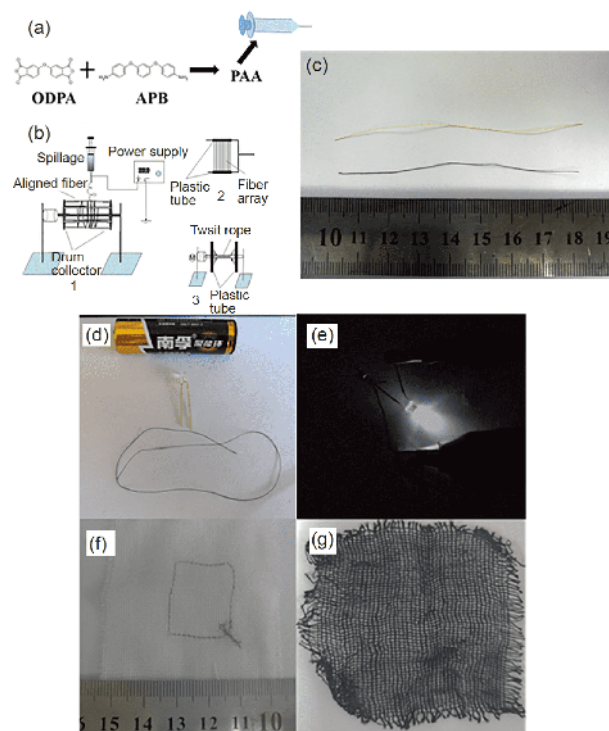 (a)
ODPA
APB
PAA
(b)
Spillage
Power supply
Aligned fiber
Drum
collector
1
Plastic
tube
2
Fiber
array
Twsil rope
3
Plastic
tube
(c)
10 11 12 13 14 15 16 17 18 19
(d)
南孚
(e)
(f)
15 14 13 12 11 10
(g)